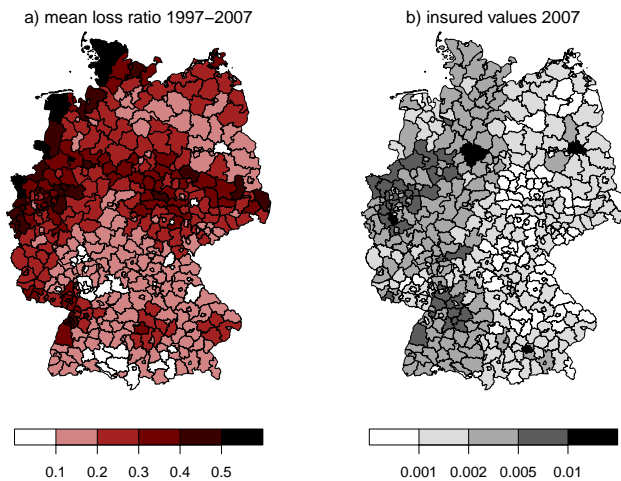 a) mean loss ratio 1997−2007
b) insured values 2007
0.1 0.2 0.3 0.4 0.5
0.001 0.002 0.005 0.01